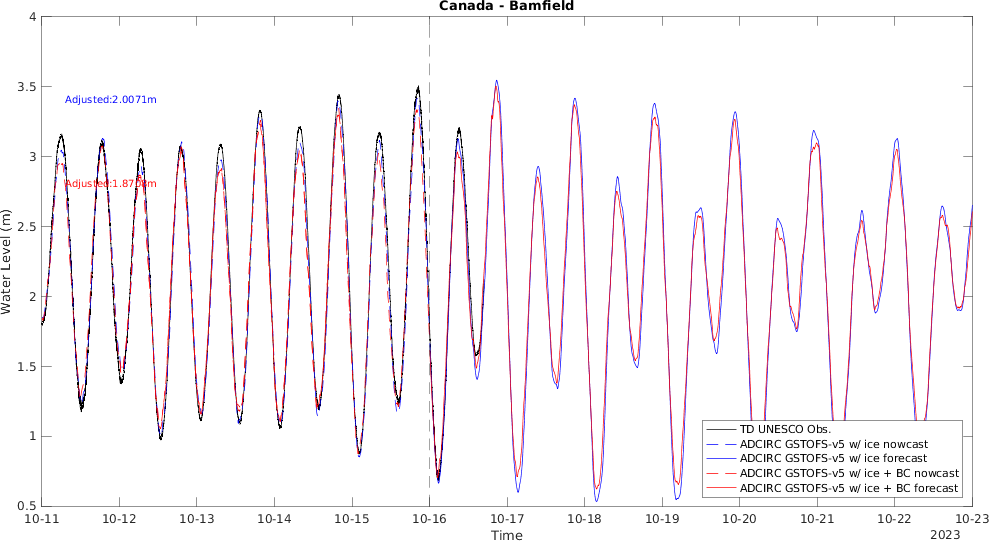 Canada - Bamfield
4
3.5
3
2.5
2
1.5
1
0.5
Water Level (m)
Adjusted:2.0071m
TD UNESCO Obs.
ADCIRC GSTOFS-v5 w/ ice nowcast
ADCIRC GSTOFS-v5 w/ ice forecast
ADCIRC GSTOFS-v5 w/ ice + BC nowcast
ADCIRC GSTOFS-v5 w/ ice + BC forecast
10-11 10-12 10-13 10-14 10-15 10-16 10-17 10-18 10-19 10-20 10-21 10-22 10-23
Time
2023